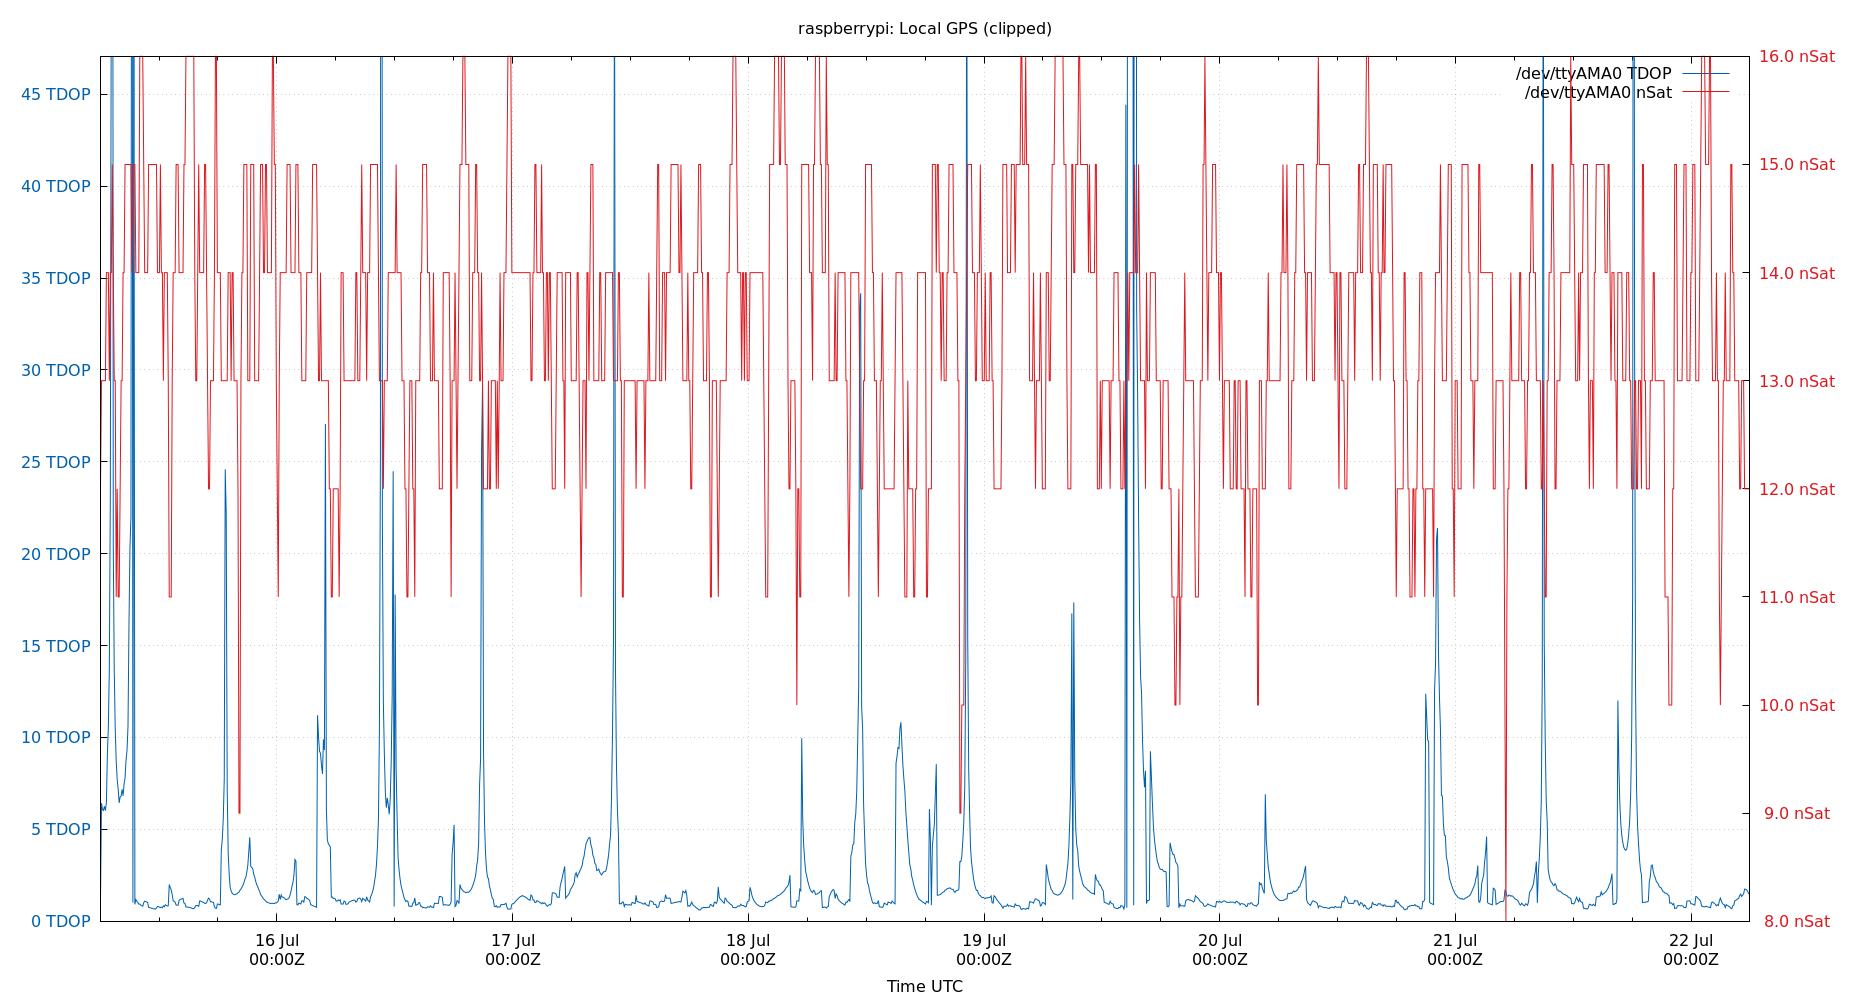 raspberrypi: Local GPS (clipped)
/dev/ttyAMA0 TDOP
/dev/ttyAMA0 nSat
45 TDOP
40 TDOP
35 TDOP
30 TDOP
25 TDOP
20 TDOP
15 TDOP
10 TDOP
5 TDOP
0 TDOP
16.0 nSat
15.0 nSat
14.0 nSat
13.0 nSat
12.0 nSat
11.0 nSat
10.0 nSat
9.0 nSat
8.0 nSat
16 Jul
00:00Z
17 Jul
00:00Z
18 Jul
00:00Z
19 Jul
00:00Z
20 Jul
00:00Z
21 Jul
00:00Z
22 Jul
00:00Z
Time UTC